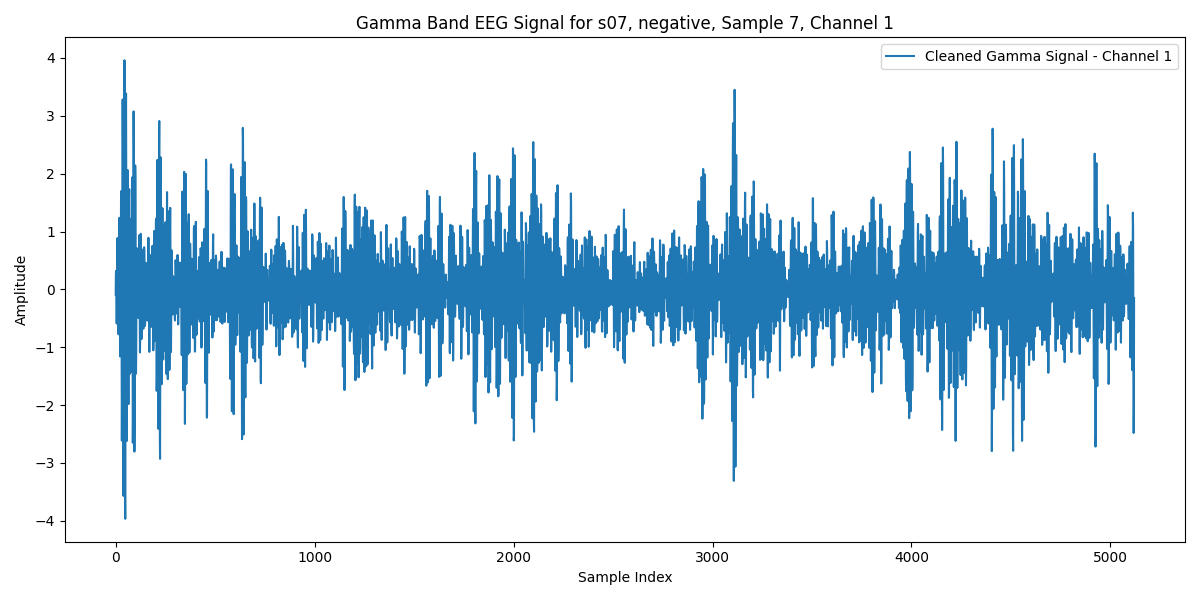 Gamma Band EEG Signal for s07, negative, Sample 7, Channel 1
Cleaned Gamma Signal - Channel 1
Amplitude
4
3
2
1
0
−1
−2
−3
−4
0 1000 2000 3000 4000 5000
Sample Index